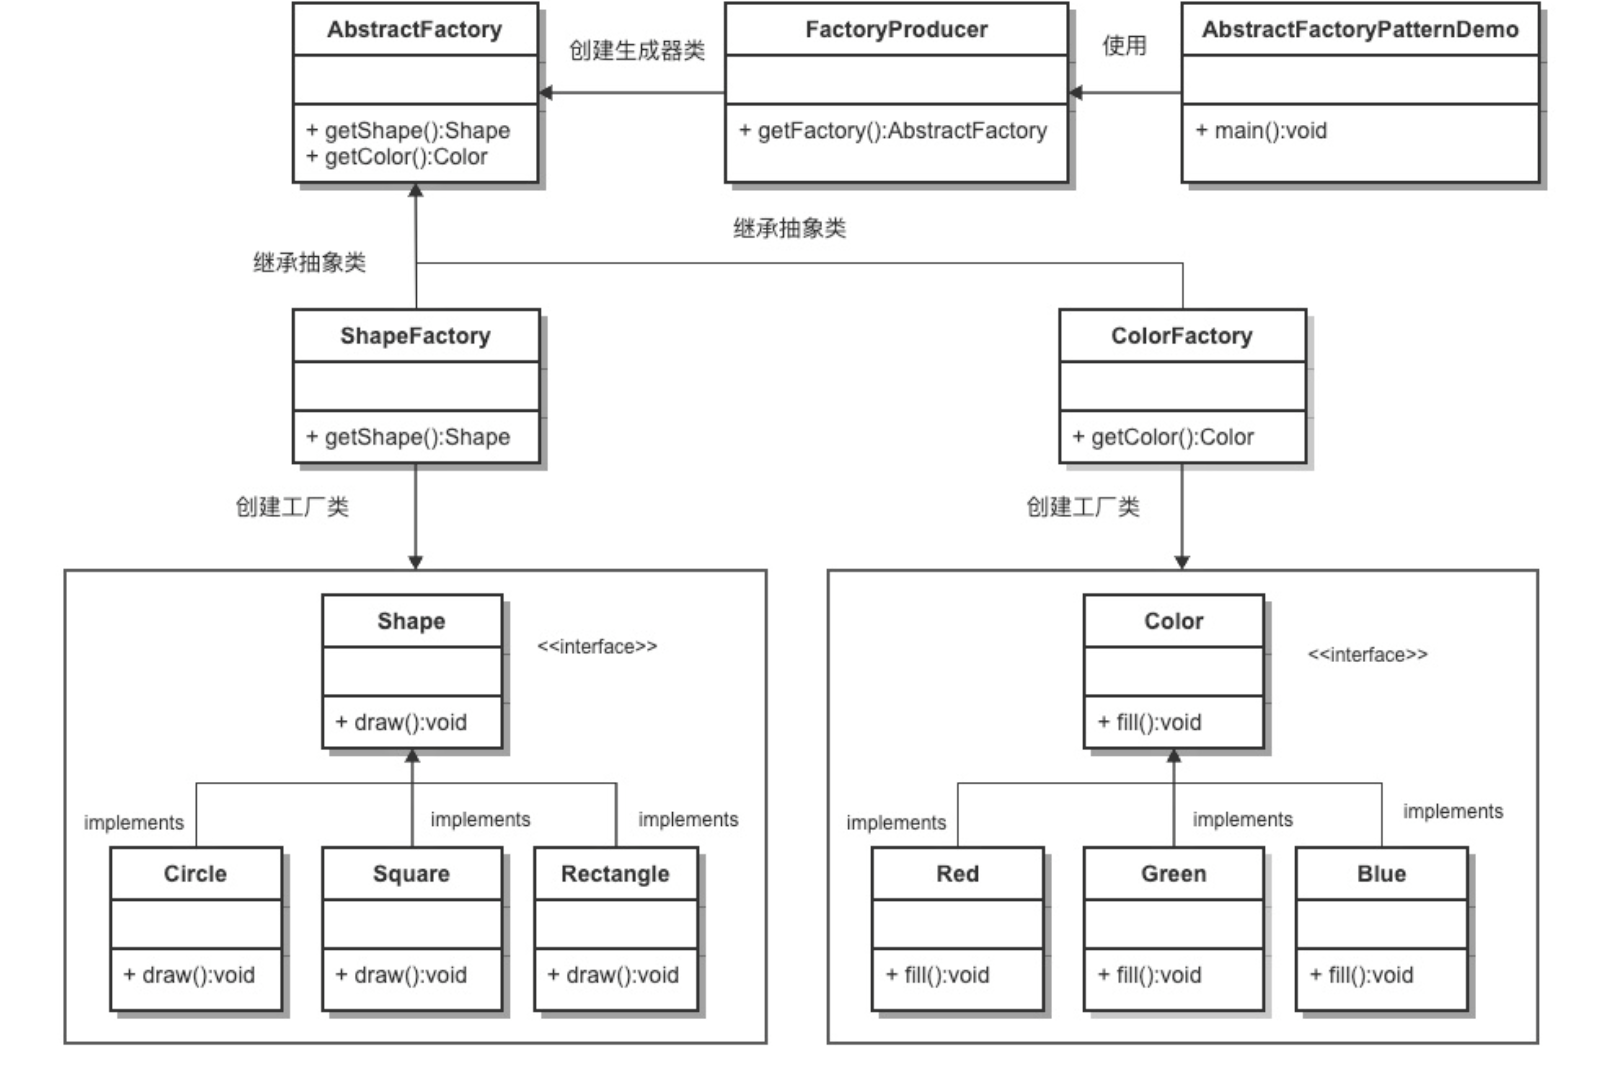 AbstractFactory
+ getShape():Shape
+ getColor():Color
创建生成器类
FactoryProducer
+ getFactory():AbstractFactory
使用
AbstractFactoryPatternDemo
+ main():void
继承抽象类
继承抽象类
ShapeFactory
+ getShape():Shape
ColorFactory
+ getColor():Color
创建工厂类
创建工厂类
Shape
<<interface>>
+ draw():void
implements
implements
implements
Circle
+ draw():void
Square
+ draw():void
Rectangle
+ draw():void
Color
<<interface>>
+ fill():void
implements
implements
implements
Red
+ fill():void
Green
+ fill():void
Blue
+ fill():void